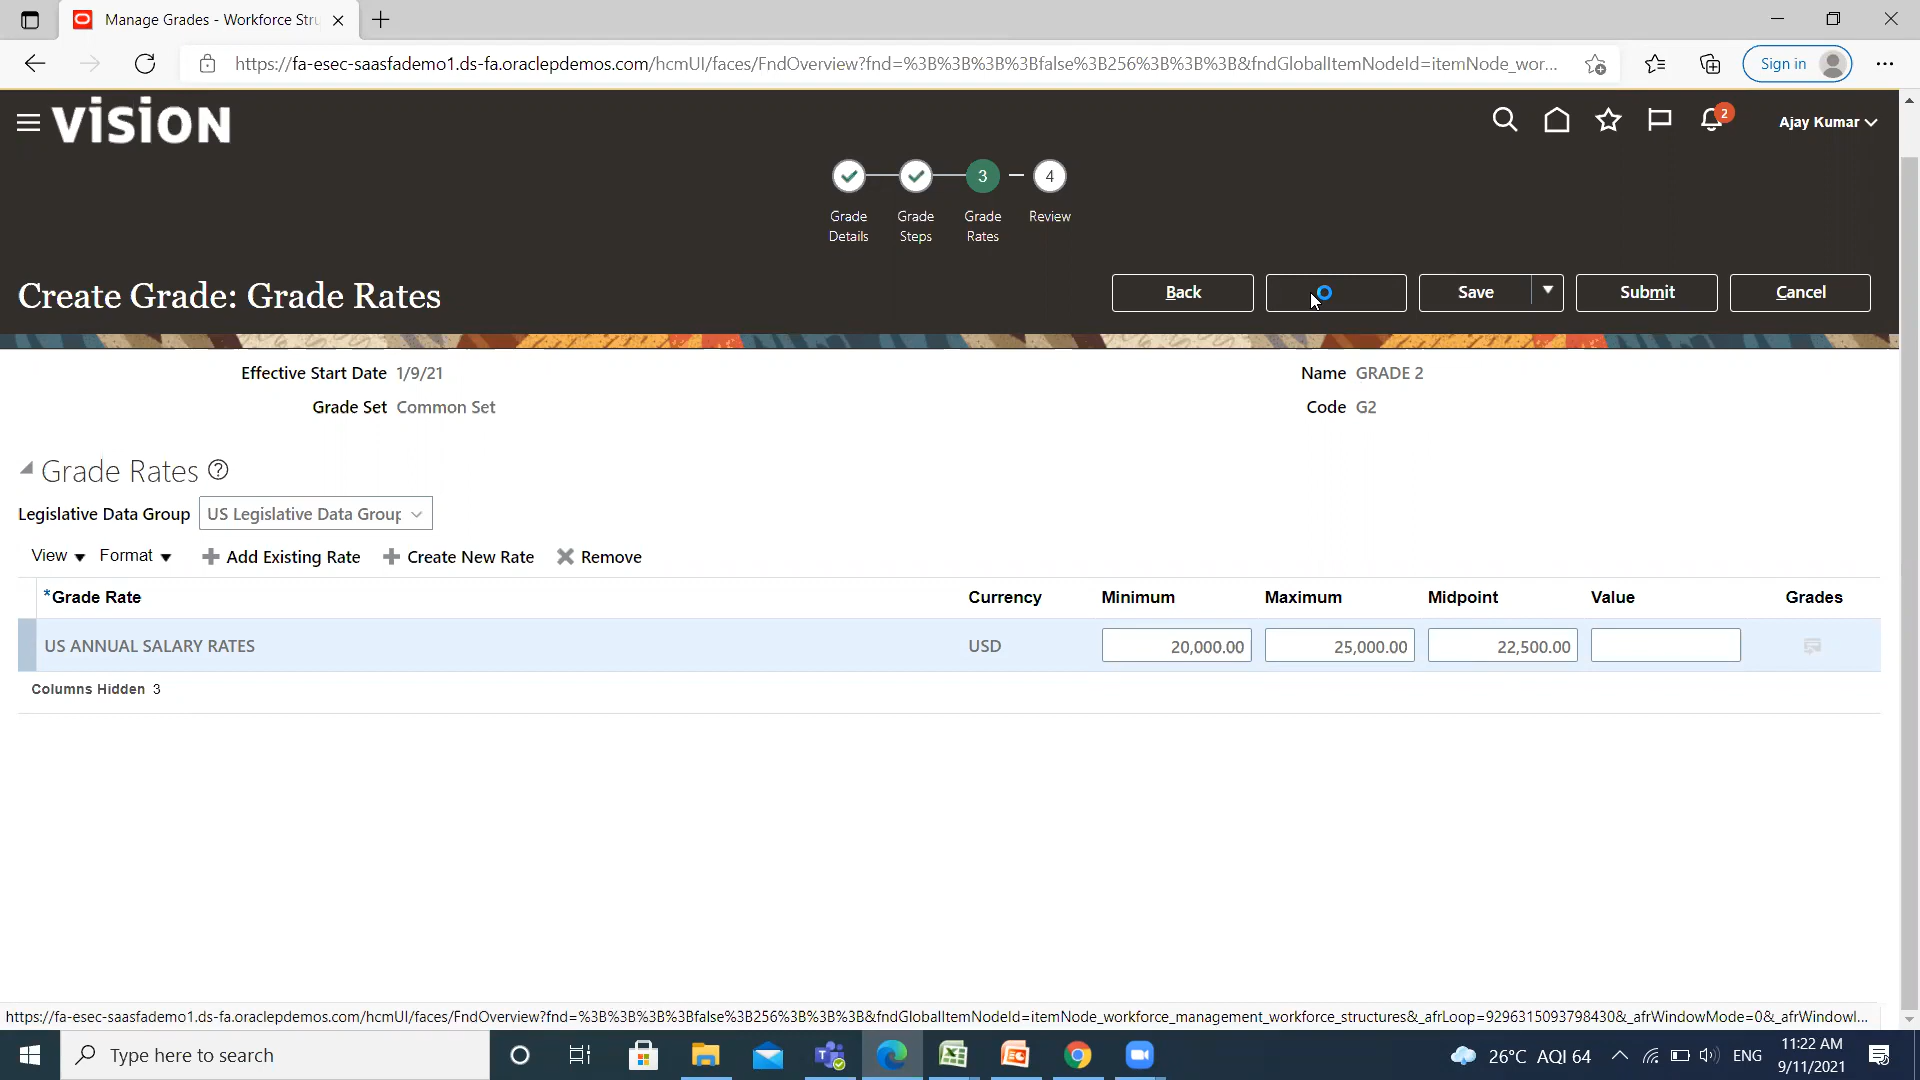 Manage Grades - Workforce Stru
https://fa-esec-saasfademo1.ds-fa.oraclepdemos.com/hcmUI/faces/FndOverview?fnd=%3B%3B%3B%3Bfalse%3B256%3B%3B%3B&fndGlobalItemNodeId=itemNode_wor...
Sign in
VISION
2
Ajay Kumar
3 4
Grade Details
Grade Steps
Grade Rates
Review
Create Grade: Grade Rates
Back
Save
Submit
Cancel
Effective Start Date 1/9/21
Name GRADE 2
Grade Set Common Set
Code G2
Grade Rates ?
Legislative Data Group US Legislative Data Group
View Format Add Existing Rate Create New Rate Remove
*Grade Rate Currency Minimum Maximum Midpoint Value Grades
US ANNUAL SALARY RATES USD 20,000.00 25,000.00 22,500.00
Columns Hidden 3
https://fa-esec-saasfademo1.ds-fa.oraclepdemos.com/hcmUI/faces/FndOverview?fnd=%3B%3B%3B%3Bfalse%3B256%3B%3B%3B&fndGlobalItemNodeId=itemNode_workforce_management_workforce_structures&_afrLoop=9296315093798430&_afrWindowMode=0&_afrWindowI...
Type here to search
26°C AQI 64
ENG
11:22 AM
9/11/2021